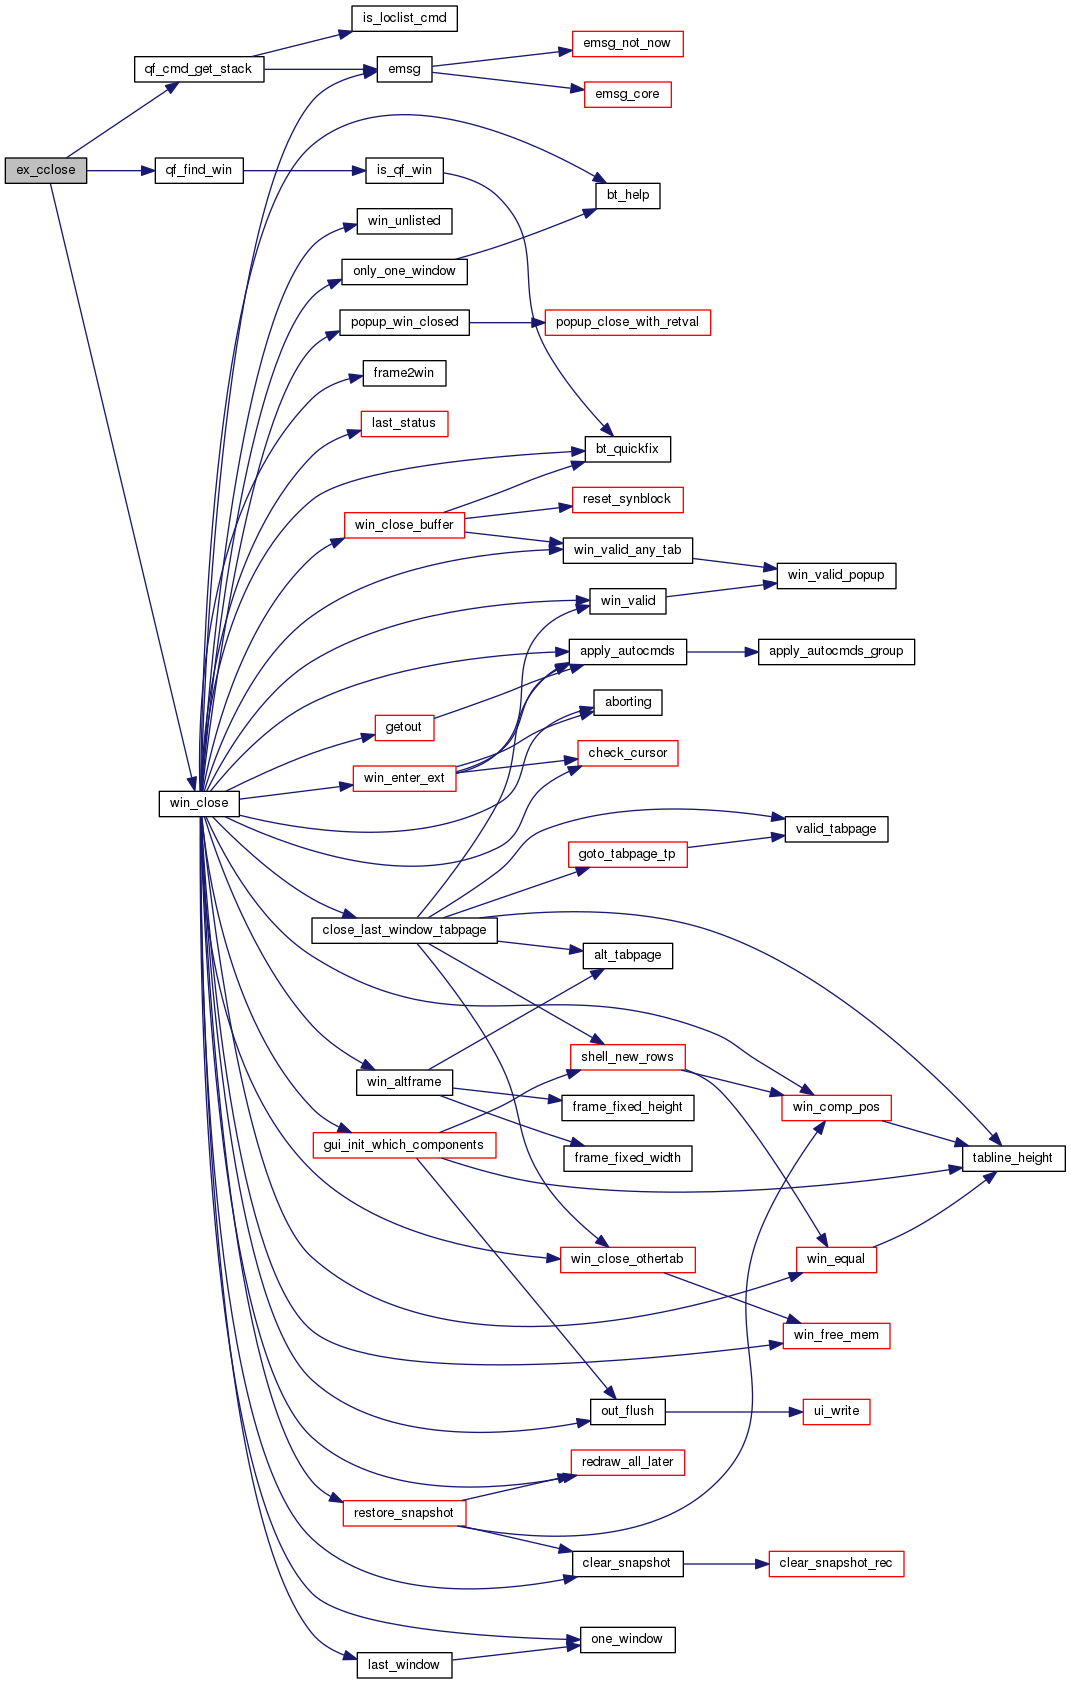 is_loclist_cmd
emsg_not_now
qf_cmd_get_stack
emsg
emsg_core
ex_cclose
qf_find_win
is_qf_win
bt_help
win_unlisted
only_one_window
popup_win_closed
popup_close_with_retval
frame2win
last_status
bt_quickfix
reset_synblock
win_close_buffer
win_valid_any_tab
win_valid_popup
win_valid
apply_autocmds
apply_autocmds_group
aborting
getout
check_cursor
win_enter_ext
win_close
valid_tabpage
goto_tabpage_tp
close_last_window_tabpage
alt_tabpage
shell_new_rows
win_altframe
frame_fixed_height
win_comp_pos
gui_init_which_components
frame_fixed_width
tabline_height
win_close_othertab
win_equal
win_free_mem
out_flush
ui_write
redraw_all_later
restore_snapshot
clear_snapshot
clear_snapshot_rec
one_window
last_window